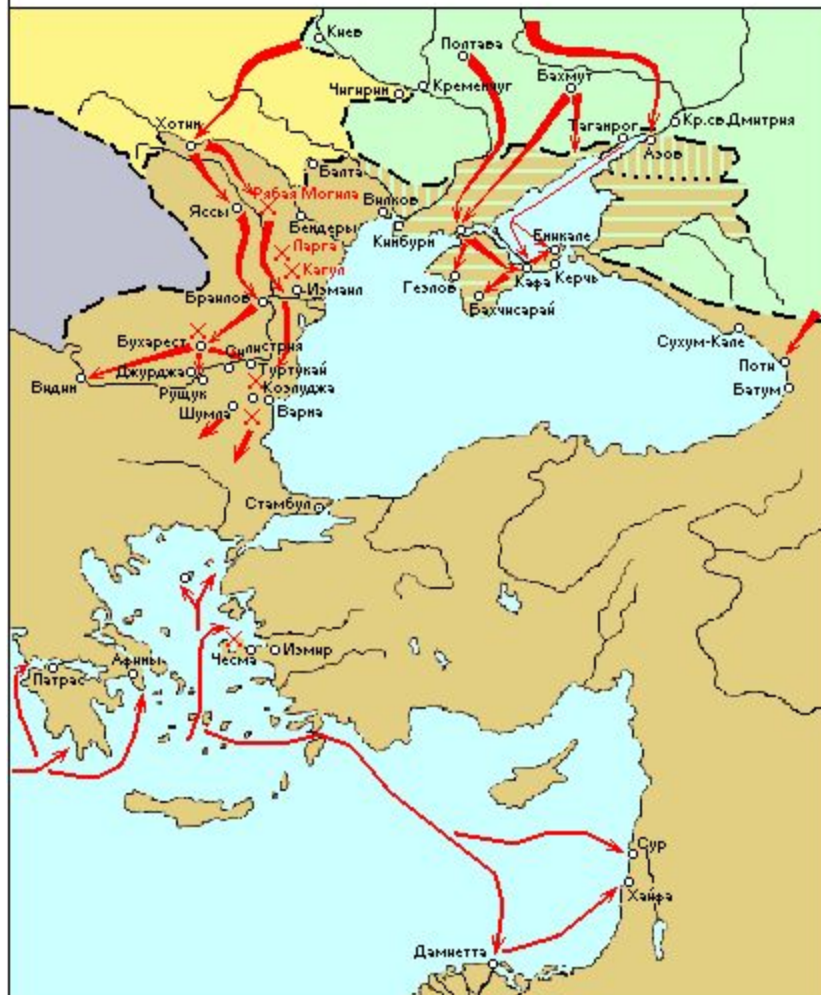 Киев
Полтава
Бахмут
Чигирин
Кременчуг
Хотин
Таганрог
Кр.св.Дмитрия
Азов
Балта
Рябая Могила
Яссы
Вилков
Бендеры
Кинбурн
Еникале
Ларга
Кагул
Гезлов
Кафа
Керчь
Браилов
Измаил
Бахчисарай
Бухарест
Силистрия
Сухум-Кале
Джурджа
Туртукай
Поти
Видин
Рущук
Козлуджа
Батум
Шумла
Варна
Стамбул
Афины
Чесма
Измир
Патрас
Сур
Хайфа
Дамиетта